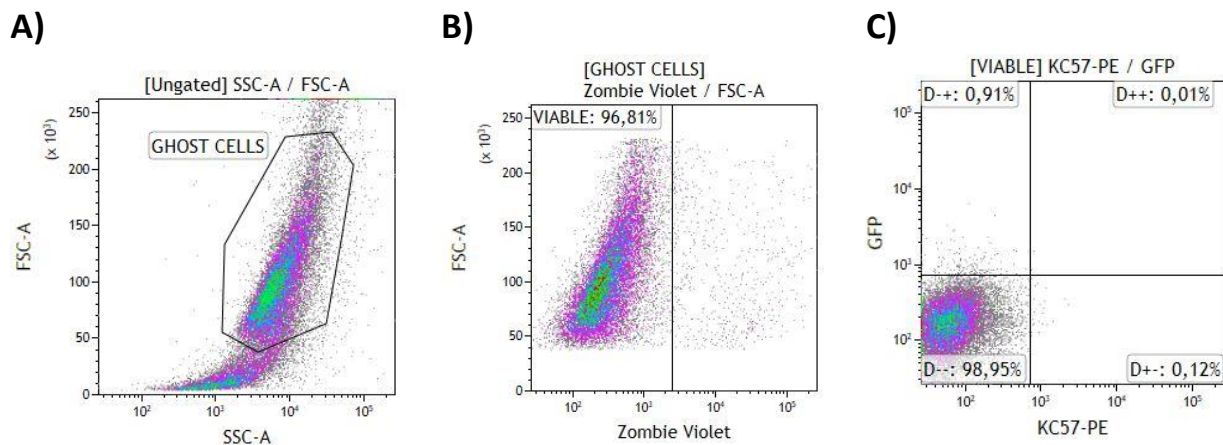 A)
B)
C)
[Ungated] SSC-A / FSC-A
250
200
150
100
50
0
(x 10³)
FSC-A
GHOST CELLS
10²
10³
10⁴
10⁵
SSC-A
[GHOST CELLS]
Zombie Violet / FSC-A
250
200
150
100
50
0
(x 10³)
FSC-A
VIABLE: 96,81%
10²
10³
10⁴
10⁵
Zombie Violet
[VIABLE] KC57-PE / GFP
D-+: 0,91%
D++: 0,01%
10⁵
10⁴
10³
10²
GFP
D--: 98,95%
D+-: 0,12%
10²
10³
10⁴
10⁵
KC57-PE